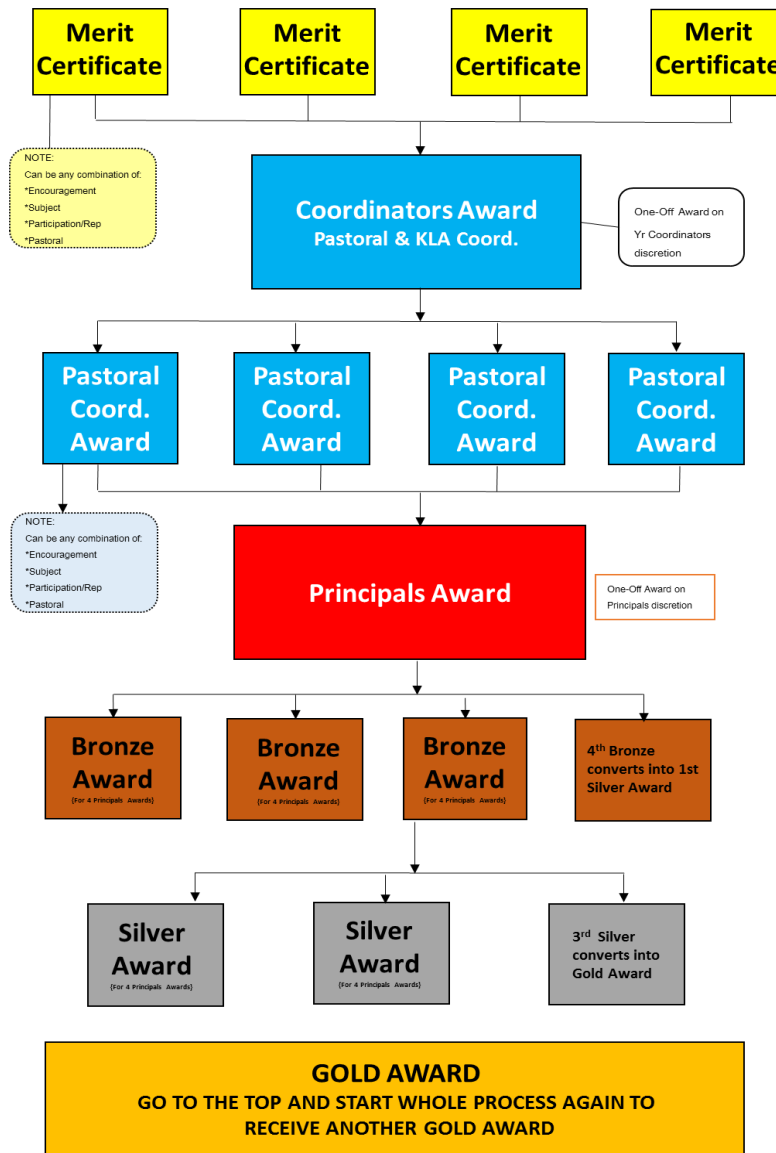 Merit
Certificate
Merit
Certificate
Merit
Certificate
Merit
Certificate
NOTE:
Can be any combination of:
*Encouragement
*Subject
*Participation/Rep
*Pastoral
Coordinators Award
Pastoral & KLA Coord.
One-Off Award on
Yr Coordinators
discretion
Pastoral
Coord.
Award
Pastoral
Coord.
Award
Pastoral
Coord.
Award
Pastoral
Coord.
Award
NOTE:
Can be any combination of:
*Encouragement
*Subject
*Participation/Rep
*Pastoral
Principals Award
One-Off Award on
Principals discretion
Bronze
Award
{For 4 Principals Awards}
Bronze
Award
{For 4 Principals Awards}
Bronze
Award
{For 4 Principals Awards}
4th Bronze
converts into 1st
Silver Award
Silver
Award
{For 4 Principals Awards}
Silver
Award
{For 4 Principals Awards}
3rd Silver
converts into
Gold Award
GOLD AWARD
GO TO THE TOP AND START WHOLE PROCESS AGAIN TO
RECEIVE ANOTHER GOLD AWARD